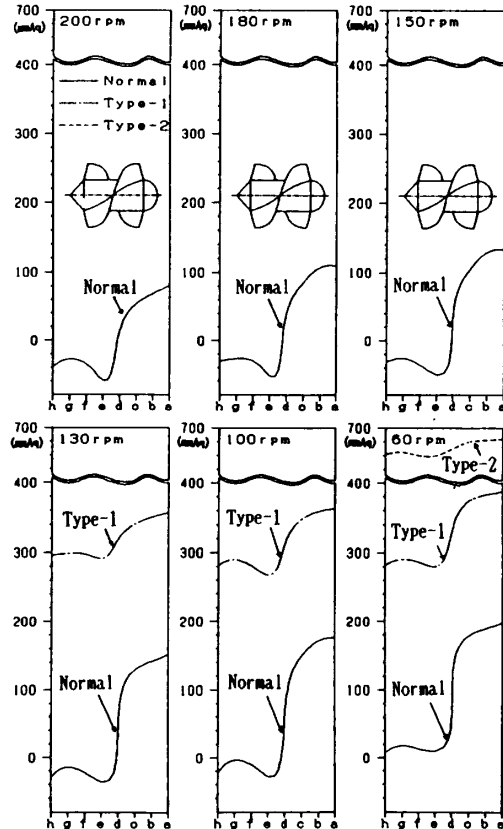 700 200rpm 700 180rpm 700 150rpm
(mmAq) (mmAq) (mmAq)
400 400 400
Normal
Type-1
Type-2
300 300 300
200 200 200
100 100 100
Normal Normal Normal
0 0 0
h g f e d c b a h g f e d c b a h g f e d c b a
700 130rpm 700 100rpm 700 60rpm
(mmAq) (mmAq) (mmAq)
Type-2
400 400 400
Type-1 Type-1 Type-1
300 300 300
200 200 200
100 100 100
Normal Normal Normal
0 0 0
h g f e d c b a h g f e d c b a h g f e d c b a